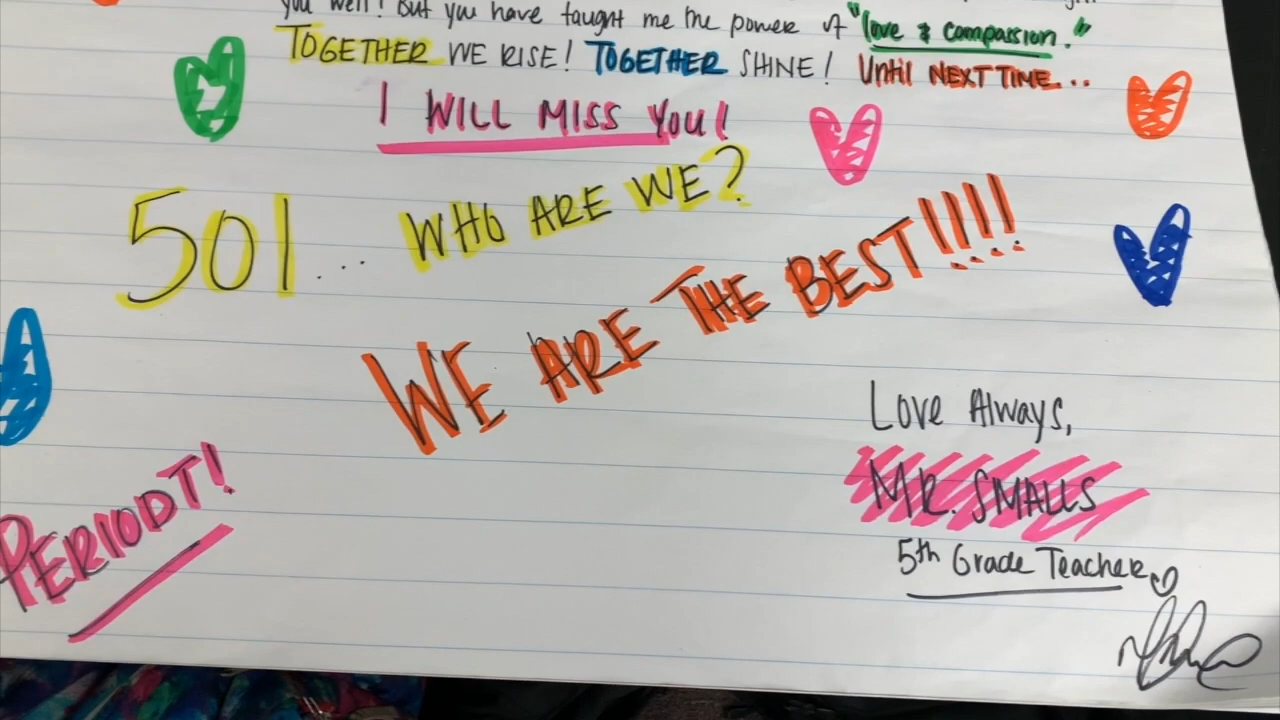 you well! But you have taught me the power of "love & compassion."
TOGETHER WE RISE! TOGETHER SHINE! Until NEXT TIME...
I WILL MISS YOU!
501... WHO ARE WE?
WE ARE THE BEST!!!!
PERIODT!
Love Always,
MR. SMALLS
5th Grade Teacher